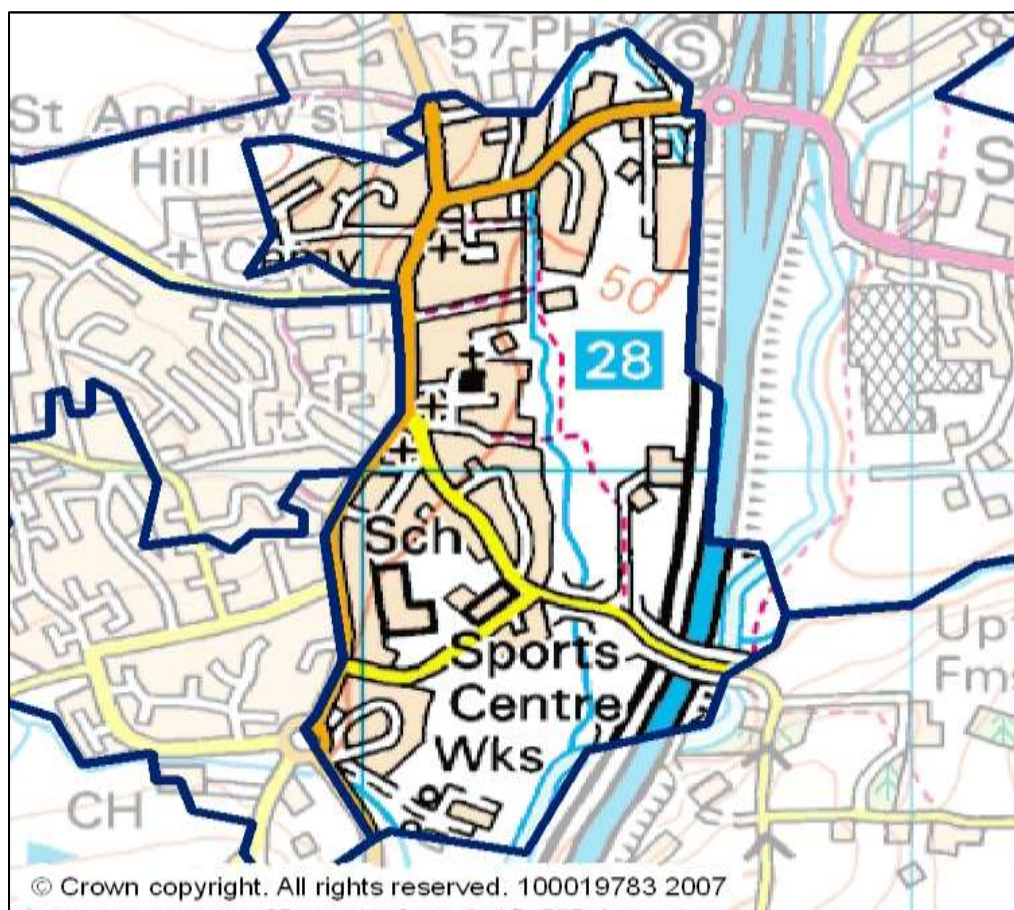 57 PH
S
St Andrew's
Hill
S
Cemy
50
28
P
Sch
Sports
Centre
Wks
Up
Fms
CH
© Crown copyright. All rights reserved. 100019783 2007